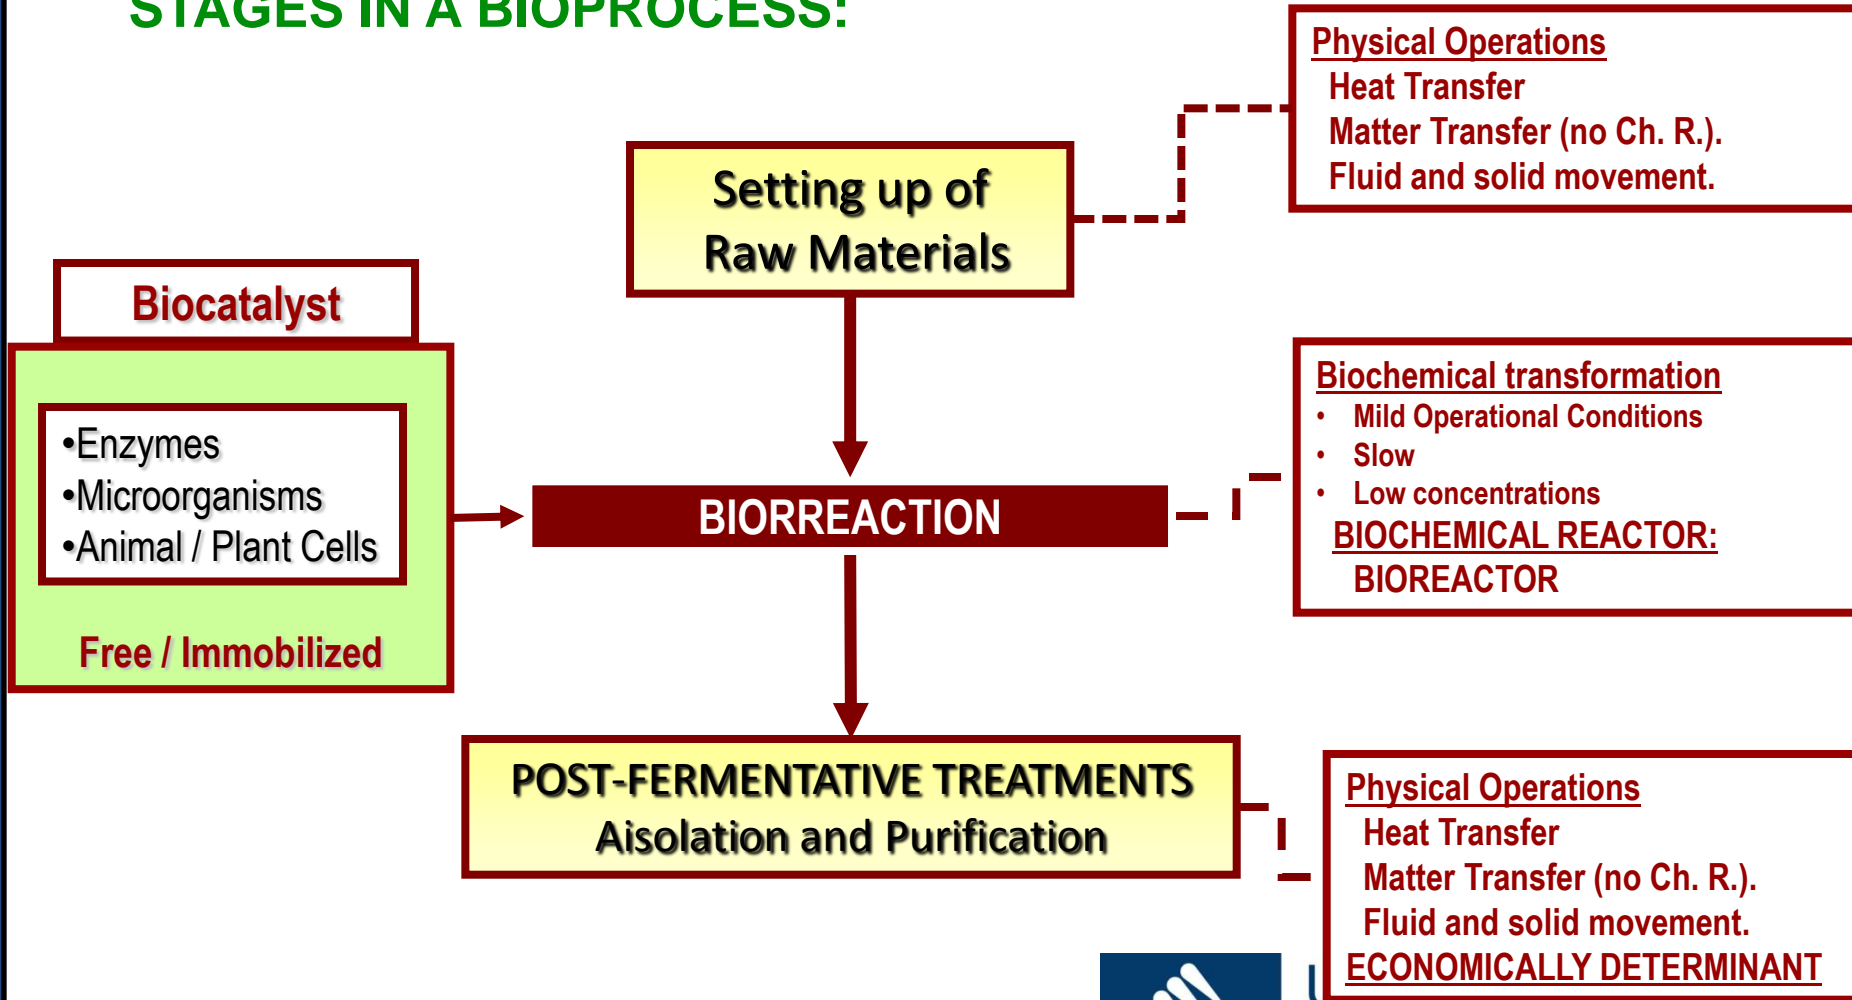 STAGES IN A BIOPROCESS:
Physical Operations
Heat Transfer
Matter Transfer (no Ch. R.).
Fluid and solid movement.
Setting up of
Raw Materials
Biocatalyst
•Enzymes
•Microorganisms
•Animal / Plant Cells
Free / Immobilized
BIORREACTION
Biochemical transformation
• Mild Operational Conditions
• Slow
• Low concentrations
BIOCHEMICAL REACTOR:
BIOREACTOR
POST-FERMENTATIVE TREATMENTS
Aisolation and Purification
Physical Operations
Heat Transfer
Matter Transfer (no Ch. R.).
Fluid and solid movement.
ECONOMICALLY DETERMINANT